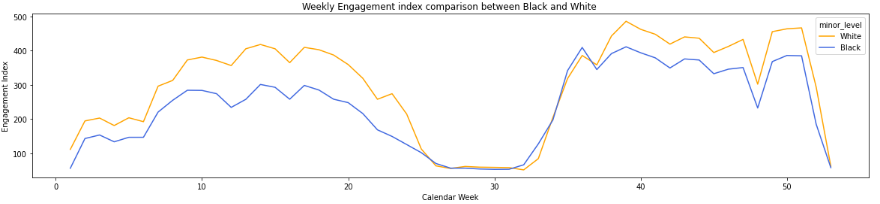 Weekly Engagement index comparison between Black and White
Engagement Index
500
400
300
200
100
minor_level
White
Black
0
10
20
30
40
50
Calendar Week